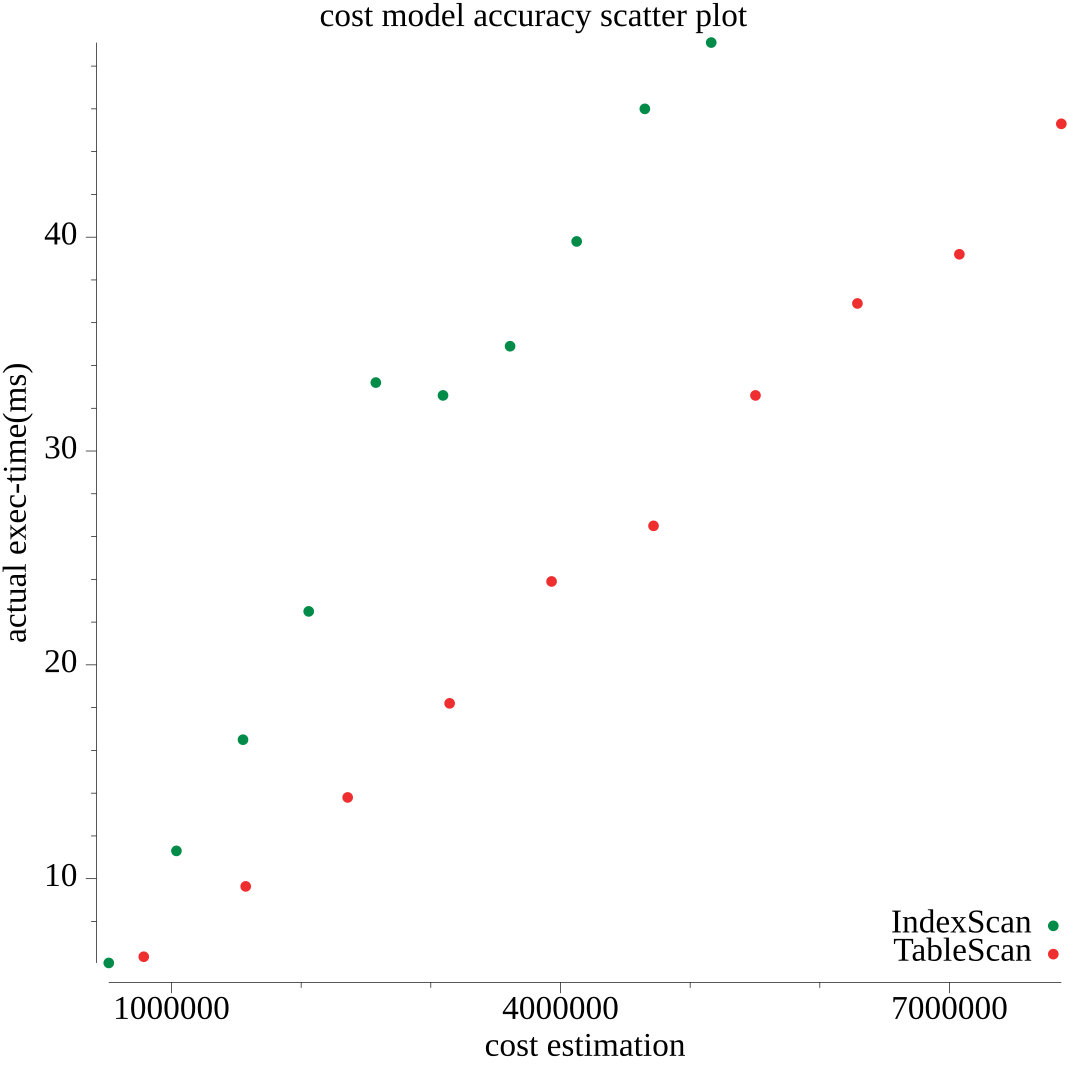 cost model accuracy scatter plot
40
30
20
10
actual exec-time(ms)
IndexScan
TableScan
1000000
4000000
7000000
cost estimation